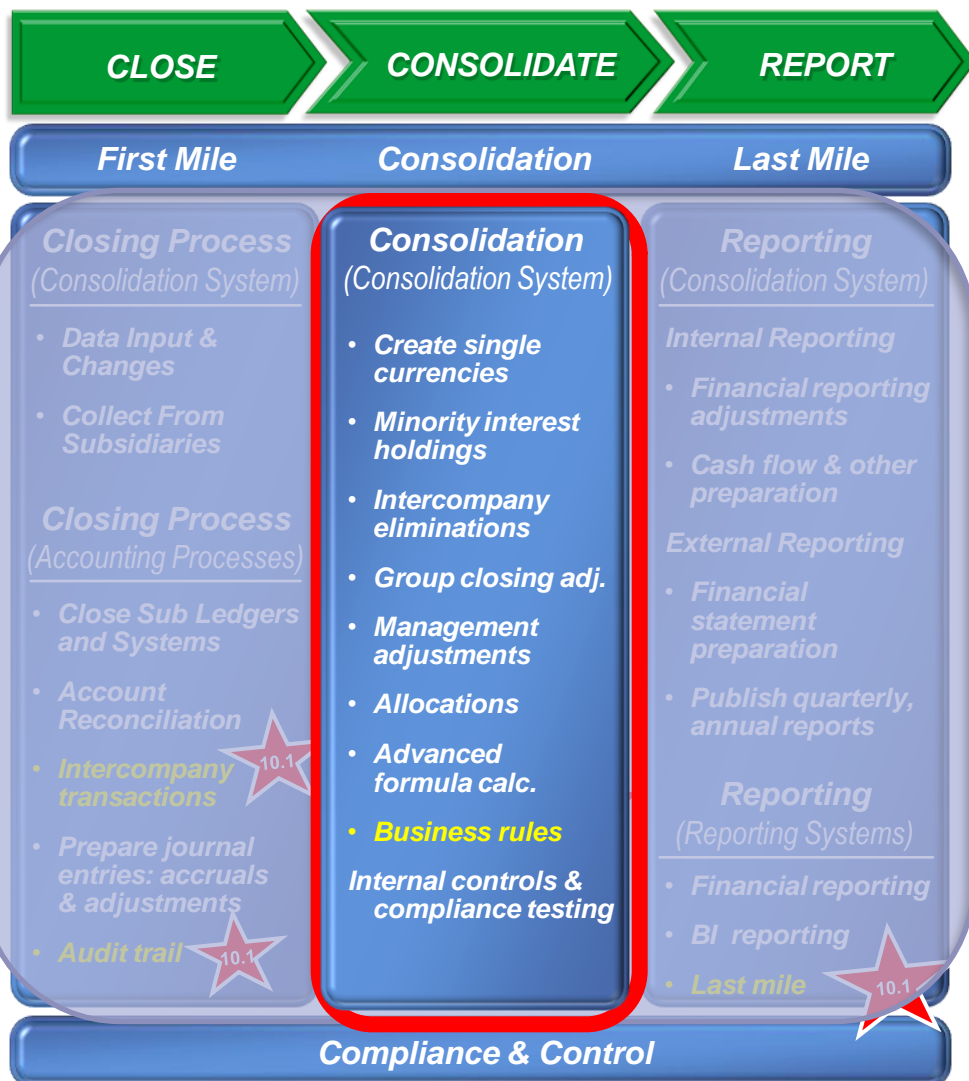 CLOSE
CONSOLIDATE
REPORT
First Mile
Consolidation
Last Mile
Closing Process
(Consolidation System)
• Data Input &
Changes
• Collect From
Subsidiaries
Closing Process
(Accounting Processes)
• Close Sub Ledgers
and Systems
• Account
Reconciliation
• Intercompany
transactions
10.1
• Prepare journal
entries: accruals
& adjustments
• Audit trail
10.1
Consolidation
(Consolidation System)
• Create single
currencies
• Minority interest
holdings
• Intercompany
eliminations
• Group closing adj.
• Management
adjustments
• Allocations
• Advanced
formula calc.
• Business rules
Internal controls &
compliance testing
Reporting
(Consolidation System)
Internal Reporting
• Financial reporting
adjustments
• Cash flow & other
preparation
External Reporting
• Financial
statement
preparation
• Publish quarterly,
annual reports
Reporting
(Reporting Systems)
• Financial reporting
• BI reporting
• Last mile
10.1
Compliance & Control